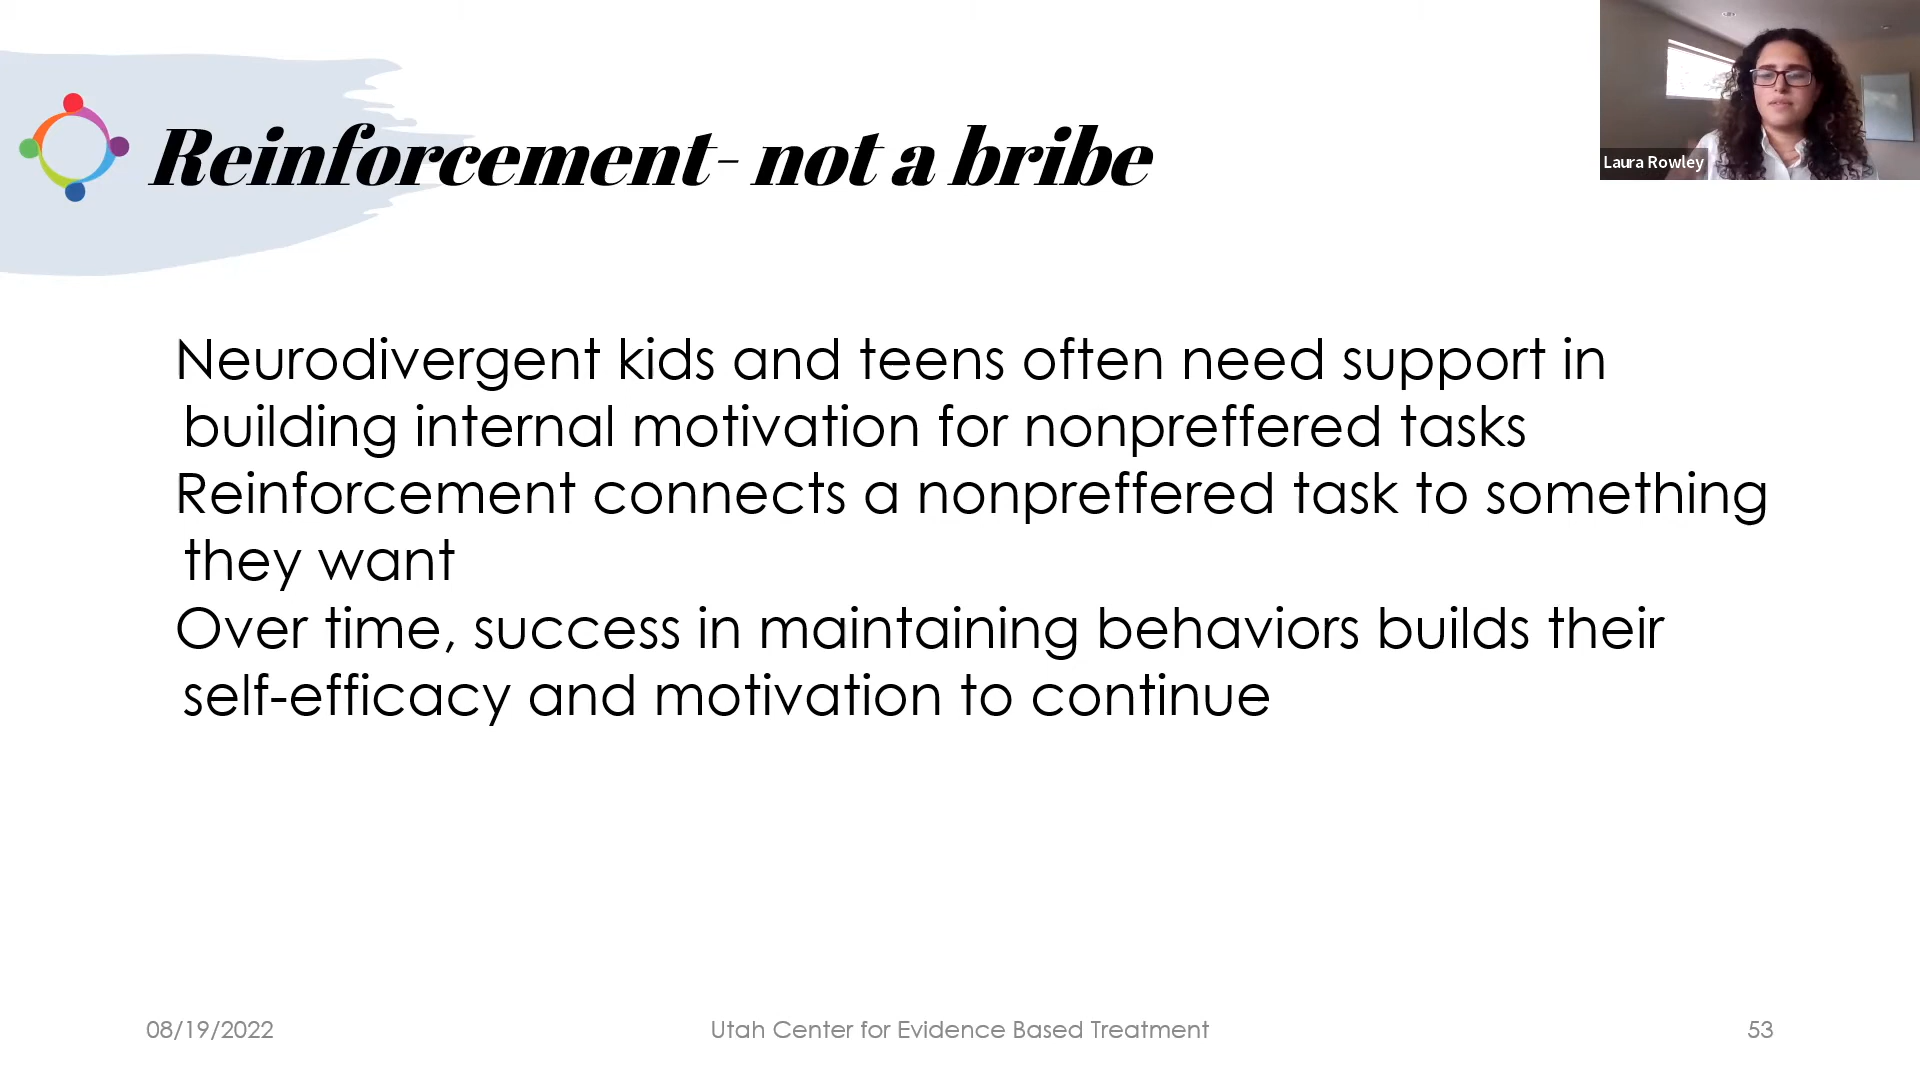 Reinforcement- not a bribe
Laura Rowley
Neurodivergent kids and teens often need support in
building internal motivation for nonpreffered tasks
Reinforcement connects a nonpreffered task to something
they want
Over time, success in maintaining behaviors builds their
self-efficacy and motivation to continue
08/19/2022
Utah Center for Evidence Based Treatment
53